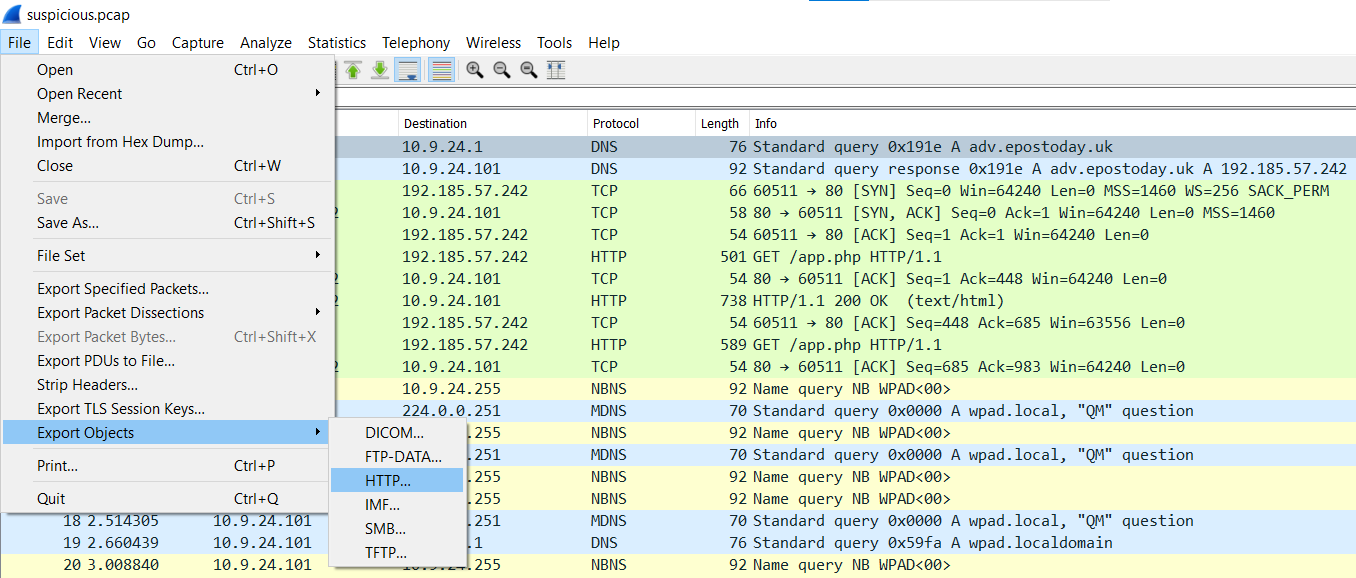 suspicious.pcap
File Edit View Go Capture Analyze Statistics Telephony Wireless Tools Help
Open Ctrl+O
Open Recent
Merge...
Import from Hex Dump...
Close Ctrl+W
Save Ctrl+S
Save As... Ctrl+Shift+S
File Set
Export Specified Packets...
Export Packet Dissections
Export Packet Bytes... Ctrl+Shift+X
Export PDUs to File...
Strip Headers...
Export TLS Session Keys...
Export Objects
Print... Ctrl+P
Quit Ctrl+Q
DICOM...
FTP-DATA...
HTTP...
IMF...
SMB...
TFTP...
Destination Protocol Length Info
10.9.24.1 DNS 76 Standard query 0x191e A adv.epostoday.uk
10.9.24.101 DNS 92 Standard query response 0x191e A adv.epostoday.uk A 192.185.57.242
192.185.57.242 TCP 66 60511 → 80 [SYN] Seq=0 Win=64240 Len=0 MSS=1460 WS=256 SACK_PERM
2 10.9.24.101 TCP 58 80 → 60511 [SYN, ACK] Seq=0 Ack=1 Win=64240 Len=0 MSS=1460
192.185.57.242 TCP 54 60511 → 80 [ACK] Seq=1 Ack=1 Win=64240 Len=0
192.185.57.242 HTTP 501 GET /app.php HTTP/1.1
2 10.9.24.101 TCP 54 80 → 60511 [ACK] Seq=1 Ack=448 Win=64240 Len=0
2 10.9.24.101 HTTP 738 HTTP/1.1 200 OK (text/html)
192.185.57.242 TCP 54 60511 → 80 [ACK] Seq=448 Ack=685 Win=63556 Len=0
192.185.57.242 HTTP 589 GET /app.php HTTP/1.1
2 10.9.24.101 TCP 54 80 → 60511 [ACK] Seq=685 Ack=983 Win=64240 Len=0
10.9.24.255 NBNS 92 Name query NB WPAD<00>
224.0.0.251 MDNS 70 Standard query 0x0000 A wpad.local, "QM" question
.255 NBNS 92 Name query NB WPAD<00>
.251 MDNS 70 Standard query 0x0000 A wpad.local, "QM" question
.255 NBNS 92 Name query NB WPAD<00>
.255 NBNS 92 Name query NB WPAD<00>
18 2.514305 10.9.24.101 .251 MDNS 70 Standard query 0x0000 A wpad.local, "QM" question
19 2.660439 10.9.24.101 .1 DNS 76 Standard query 0x59fa A wpad.localdomain
20 3.008840 10.9.24.101 10.9.24.255 NBNS 92 Name query NB WPAD<00>